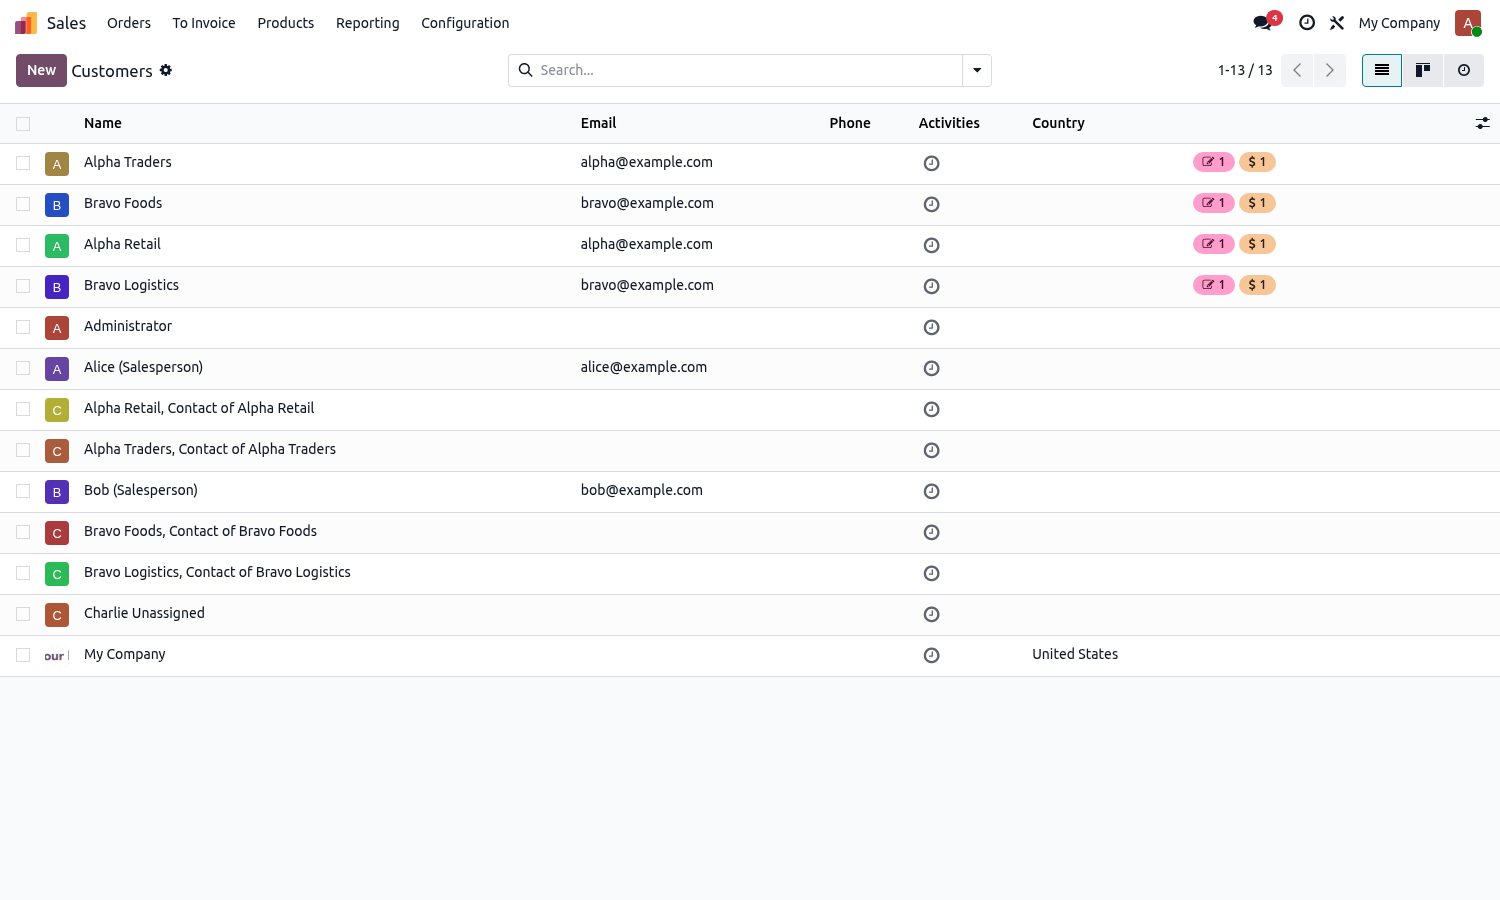 Sales Orders To Invoice Products Reporting Configuration 4 My Company A
New Customers Search... 1-13 / 13
Name Email Phone Activities Country
A Alpha Traders alpha@example.com 1 $ 1
B Bravo Foods bravo@example.com 1 $ 1
A Alpha Retail alpha@example.com 1 $ 1
B Bravo Logistics bravo@example.com 1 $ 1
A Administrator
A Alice (Salesperson) alice@example.com
C Alpha Retail, Contact of Alpha Retail
C Alpha Traders, Contact of Alpha Traders
B Bob (Salesperson) bob@example.com
C Bravo Foods, Contact of Bravo Foods
C Bravo Logistics, Contact of Bravo Logistics
C Charlie Unassigned
our My Company United States